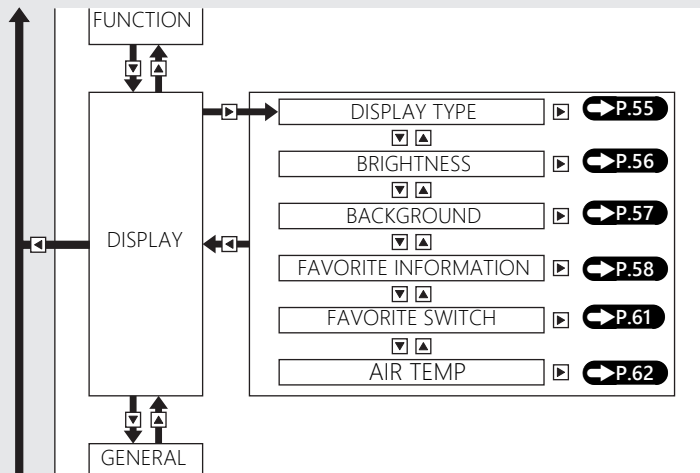 FUNCTION
DISPLAY
DISPLAY TYPE P.55
BRIGHTNESS P.56
BACKGROUND P.57
FAVORITE INFORMATION P.58
FAVORITE SWITCH P.61
AIR TEMP P.62
GENERAL